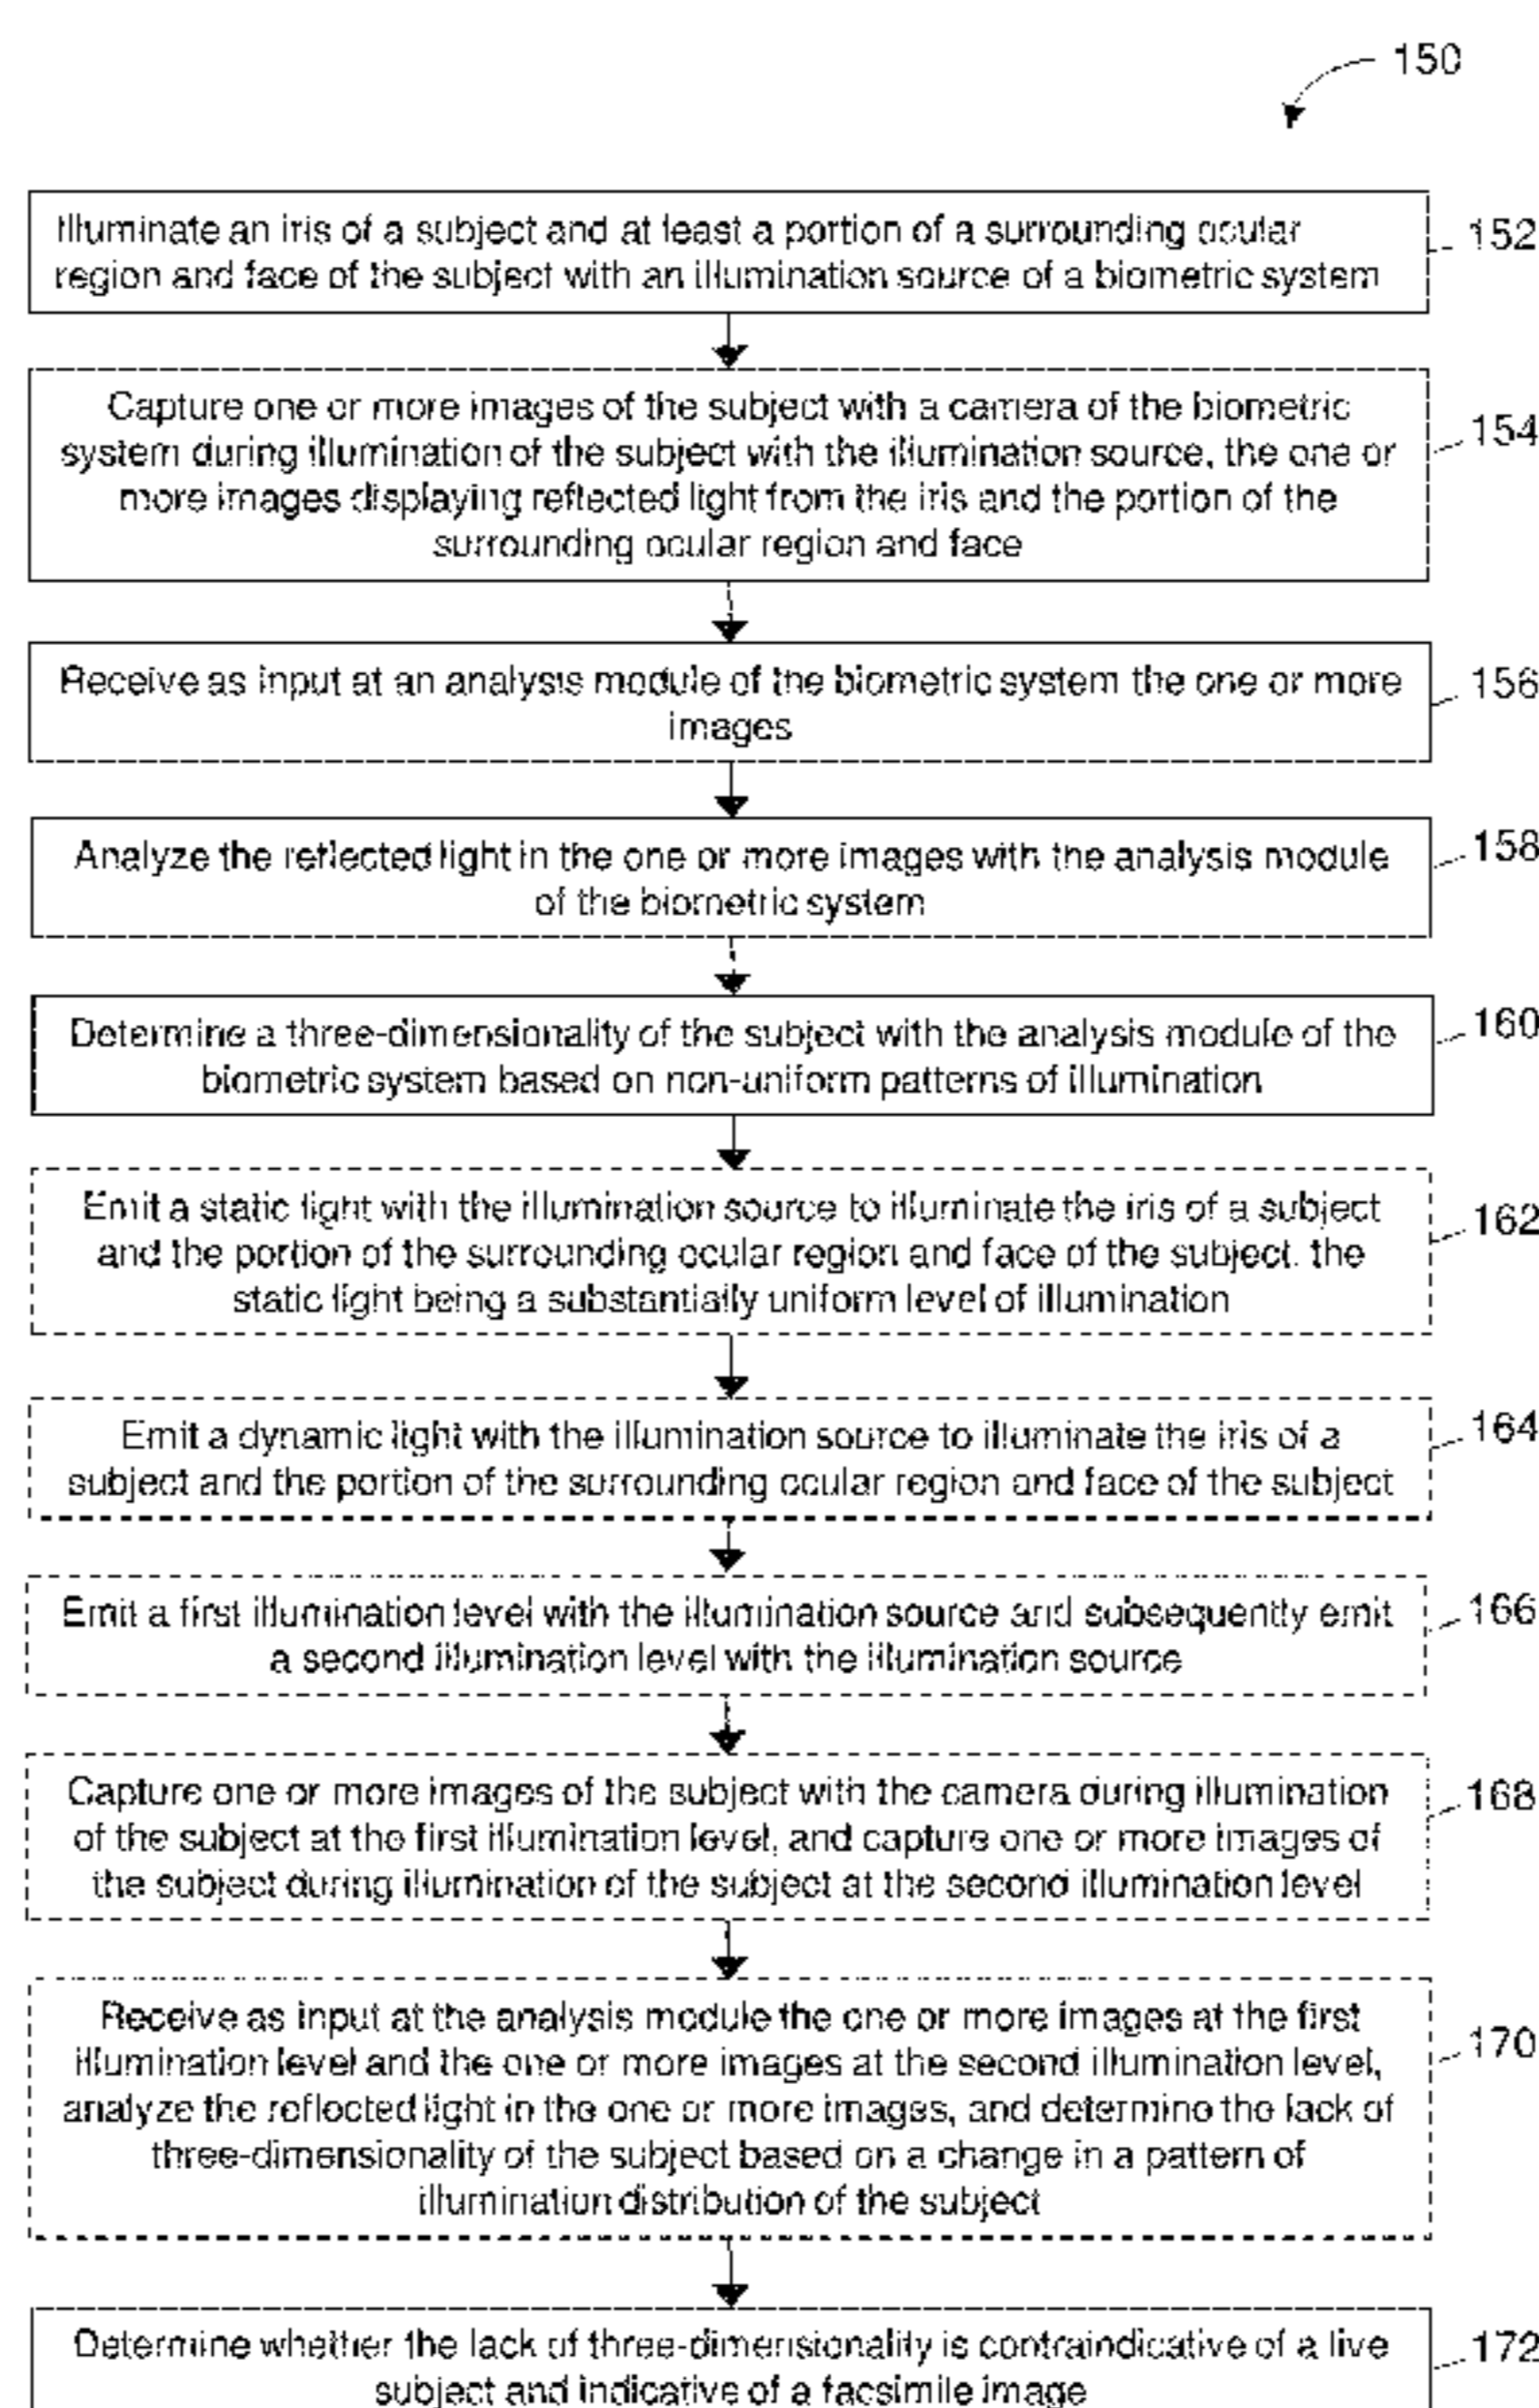 150
Illuminate an iris of a subject and at least a portion of a surrounding ocular
region and face of the subject with an illumination source of a biometric system
152
Capture one or more images of the subject with a camera of the biometric
system during illumination of the subject with the illumination source, the one or
more images displaying reflected light from the iris and the portion of the
surrounding ocular region and face
154
Receive as input at an analysis module of the biometric system the one or more
images
156
Analyze the reflected light in the one or more images with the analysis module
of the biometric system
158
Determine a three-dimensionality of the subject with the analysis module of the
biometric system based on non-uniform patterns of illumination
160
Emit a static light with the illumination source to illuminate the iris of a subject
and the portion of the surrounding ocular region and face of the subject, the
static light being a substantially uniform level of illumination
162
Emit a dynamic light with the illumination source to illuminate the iris of a
subject and the portion of the surrounding ocular region and face of the subject
164
Emit a first illumination level with the illumination source and subsequently emit
a second illumination level with the illumination source
166
Capture one or more images of the subject with the camera during illumination
of the subject at the first illumination level, and capture one or more images of
the subject during illumination of the subject at the second illumination level
168
Receive as input at the analysis module the one or more images at the first
illumination level and the one or more images at the second illumination level,
analyze the reflected light in the one or more images, and determine the lack of
three-dimensionality of the subject based on a change in a pattern of
illumination distribution of the subject
170
Determine whether the lack of three-dimensionality is contraindicative of a live
subject and indicative of a facsimile image
172